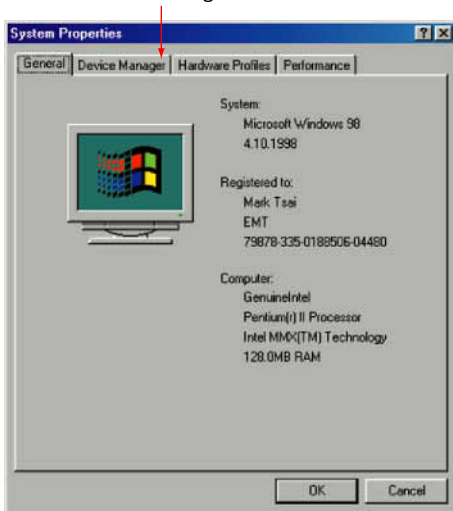 System Properties
General Device Manager Hardware Profiles Performance
System:
Microsoft Windows 98
4.10.1998
Registered to:
Mark Tsai
EMT
79878-335-0188506-04480
Computer:
GenuineIntel
Pentium(r) II Processor
Intel MMX(TM) Technology
128.0MB RAM
OK Cancel